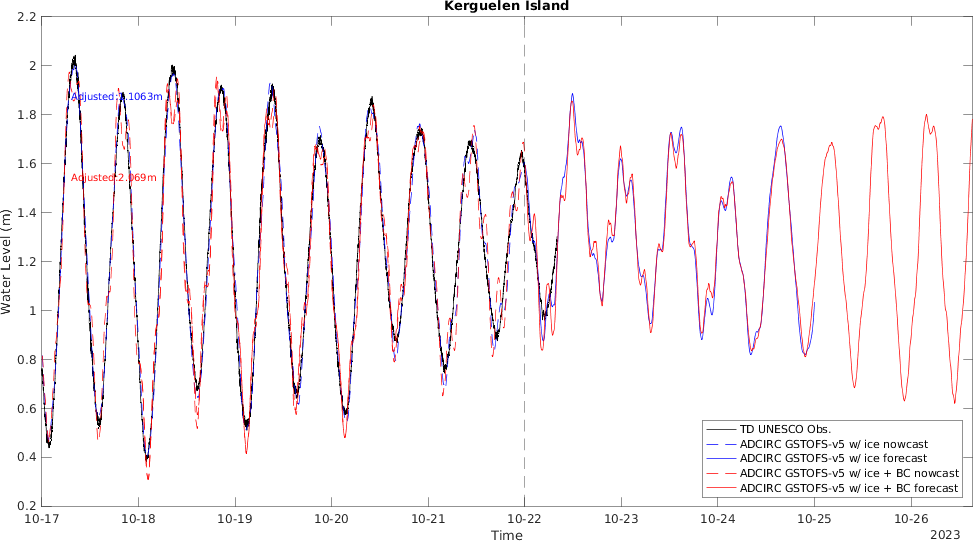 Kerguelen Island
2.2
2
1.8
1.6
1.4
1.2
1
0.8
0.6
0.4
0.2
Water Level (m)
Adjusted:2.069m
TD UNESCO Obs.
ADCIRC GSTOFS-v5 w/ ice nowcast
ADCIRC GSTOFS-v5 w/ ice forecast
ADCIRC GSTOFS-v5 w/ ice + BC nowcast
ADCIRC GSTOFS-v5 w/ ice + BC forecast
10-17 10-18 10-19 10-20 10-21 10-22 10-23 10-24 10-25 10-26
Time
2023